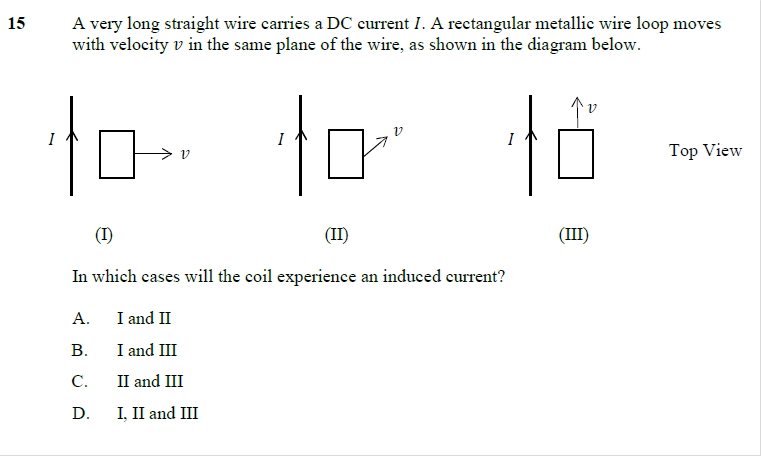 15 A very long straight wire carries a DC current I. A rectangular metallic wire loop moves
with velocity v in the same plane of the wire, as shown in the diagram below.
I v I v I v Top View
(I) (II) (III)
In which cases will the coil experience an induced current?
A. I and II
B. I and III
C. II and III
D. I, II and III